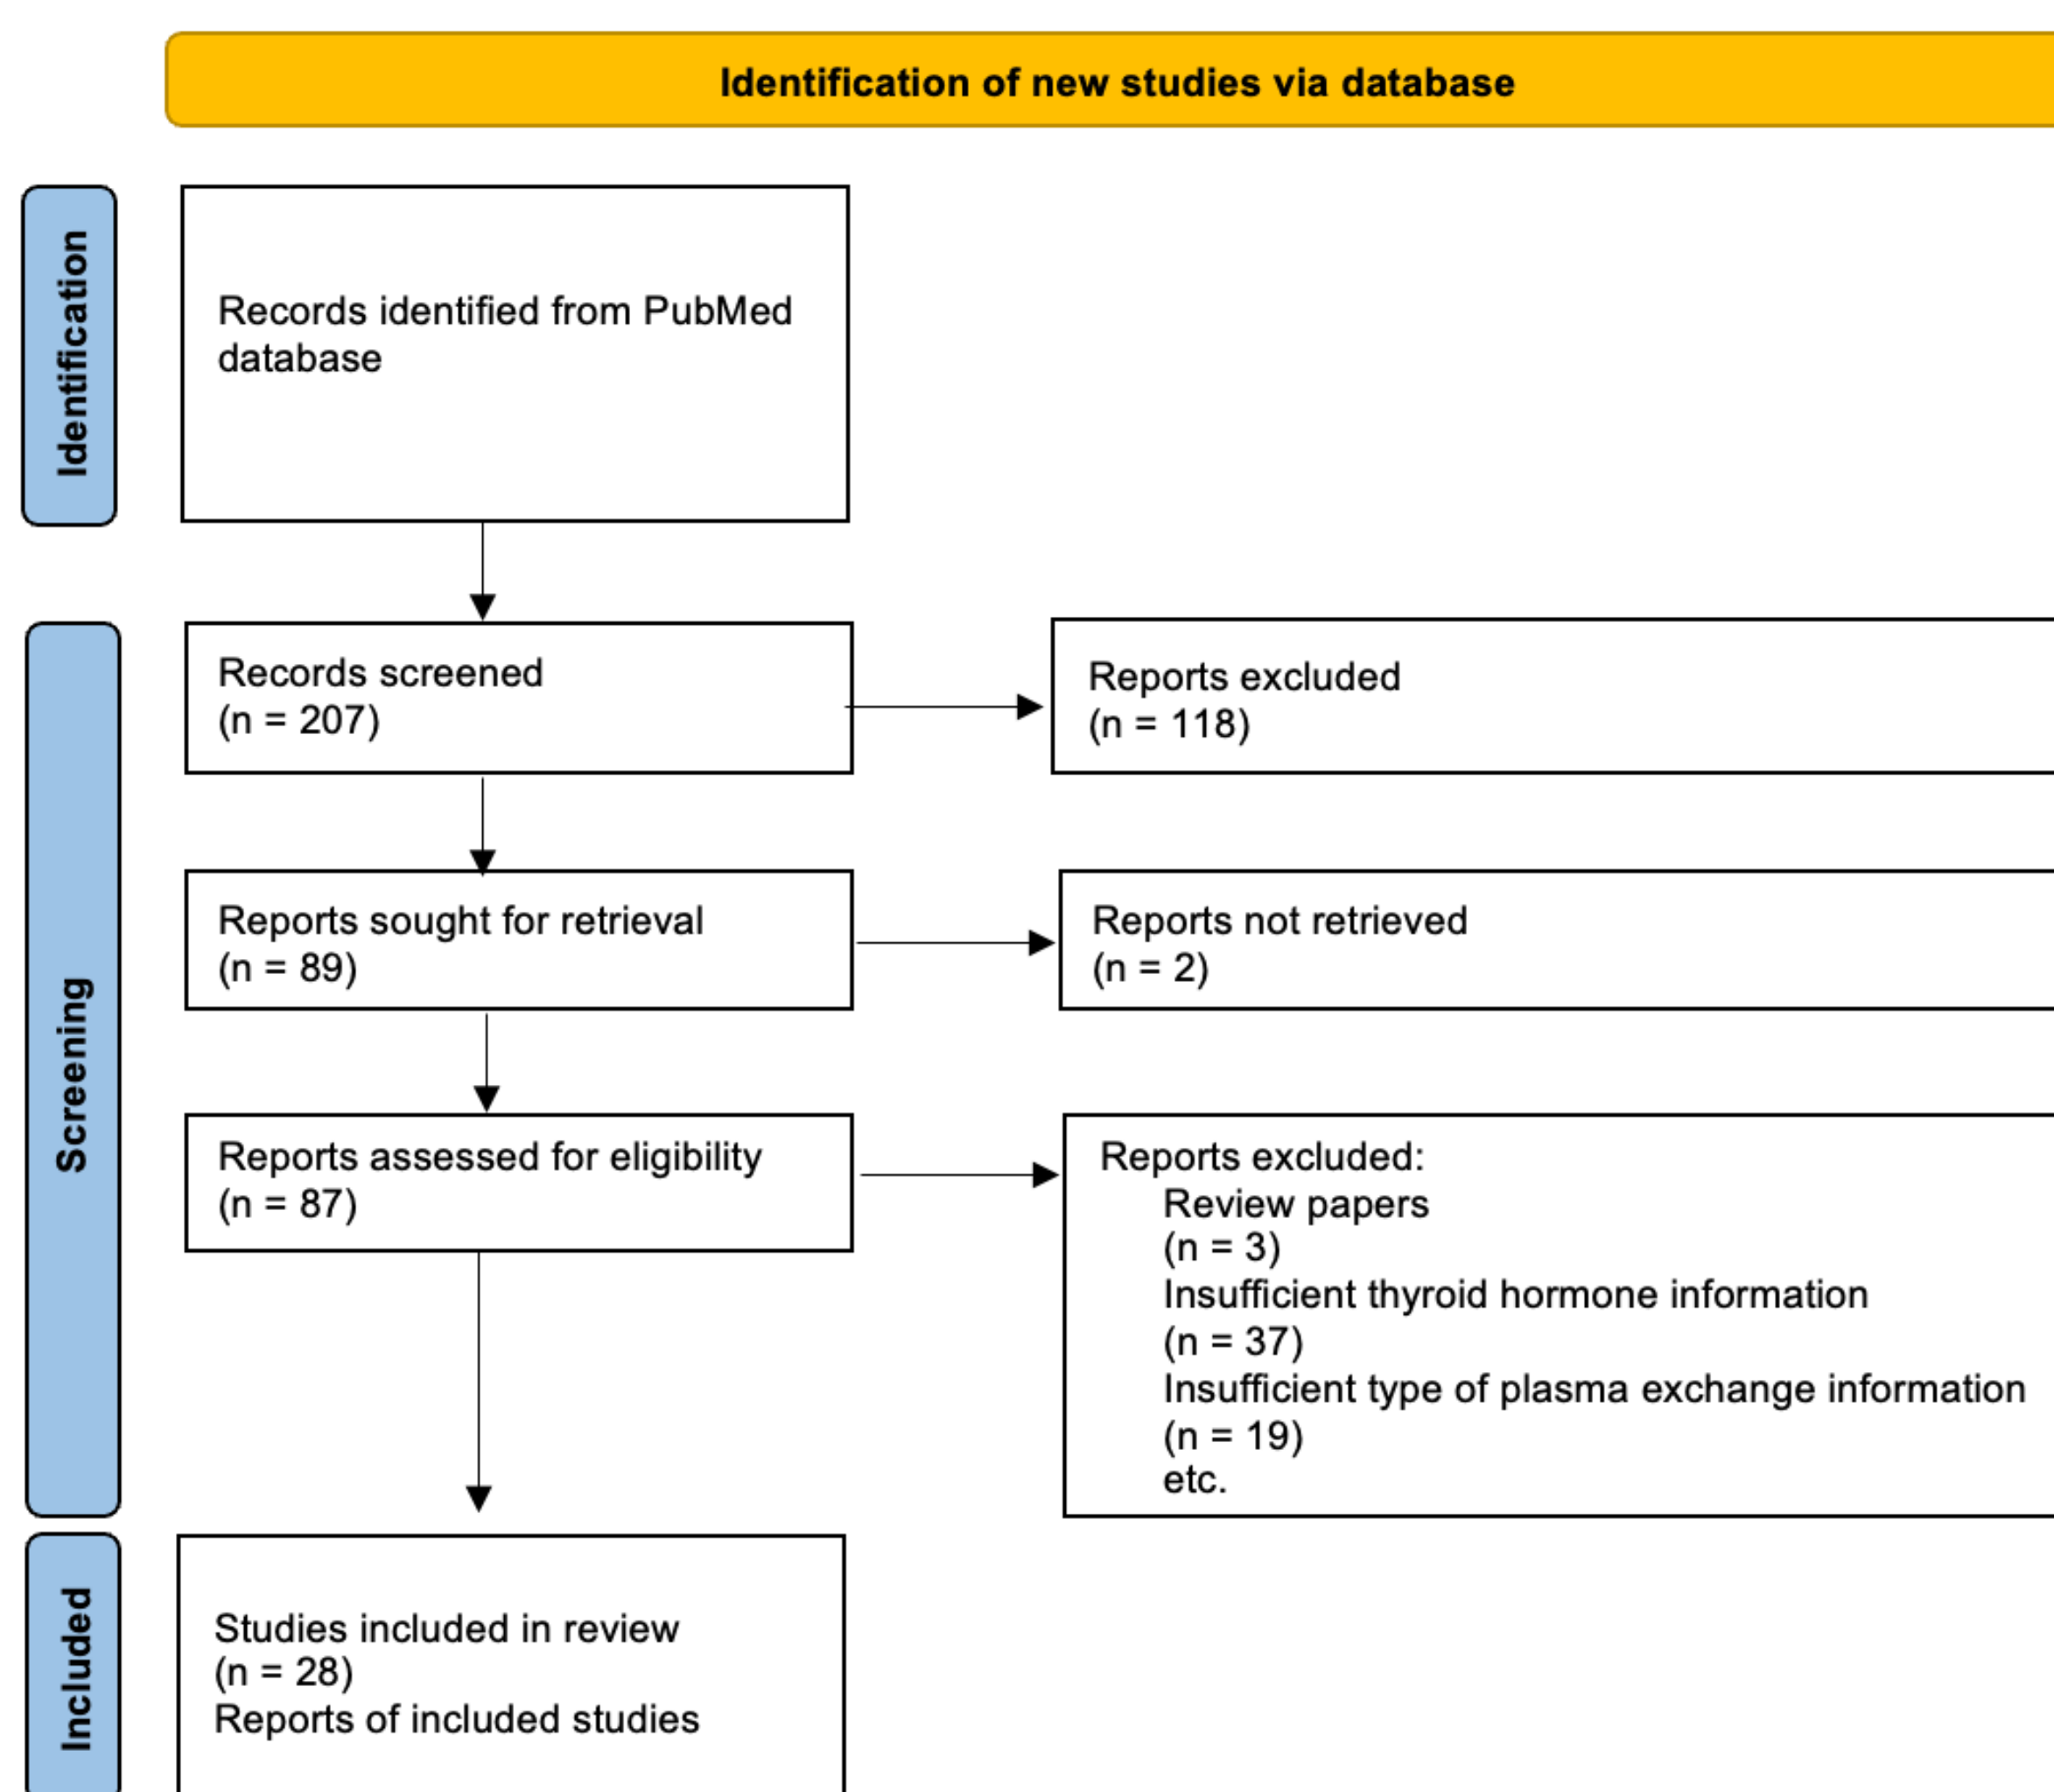 Identification of new studies via database
Identification
Records identified from PubMed
database
Screening
Records screened
(n = 207)
Reports excluded
(n = 118)
Reports sought for retrieval
(n = 89)
Reports not retrieved
(n = 2)
Reports assessed for eligibility
(n = 87)
Reports excluded:
Review papers
(n = 3)
Insufficient thyroid hormone information
(n = 37)
Insufficient type of plasma exchange information
(n = 19)
etc.
Included
Studies included in review
(n = 28)
Reports of included studies